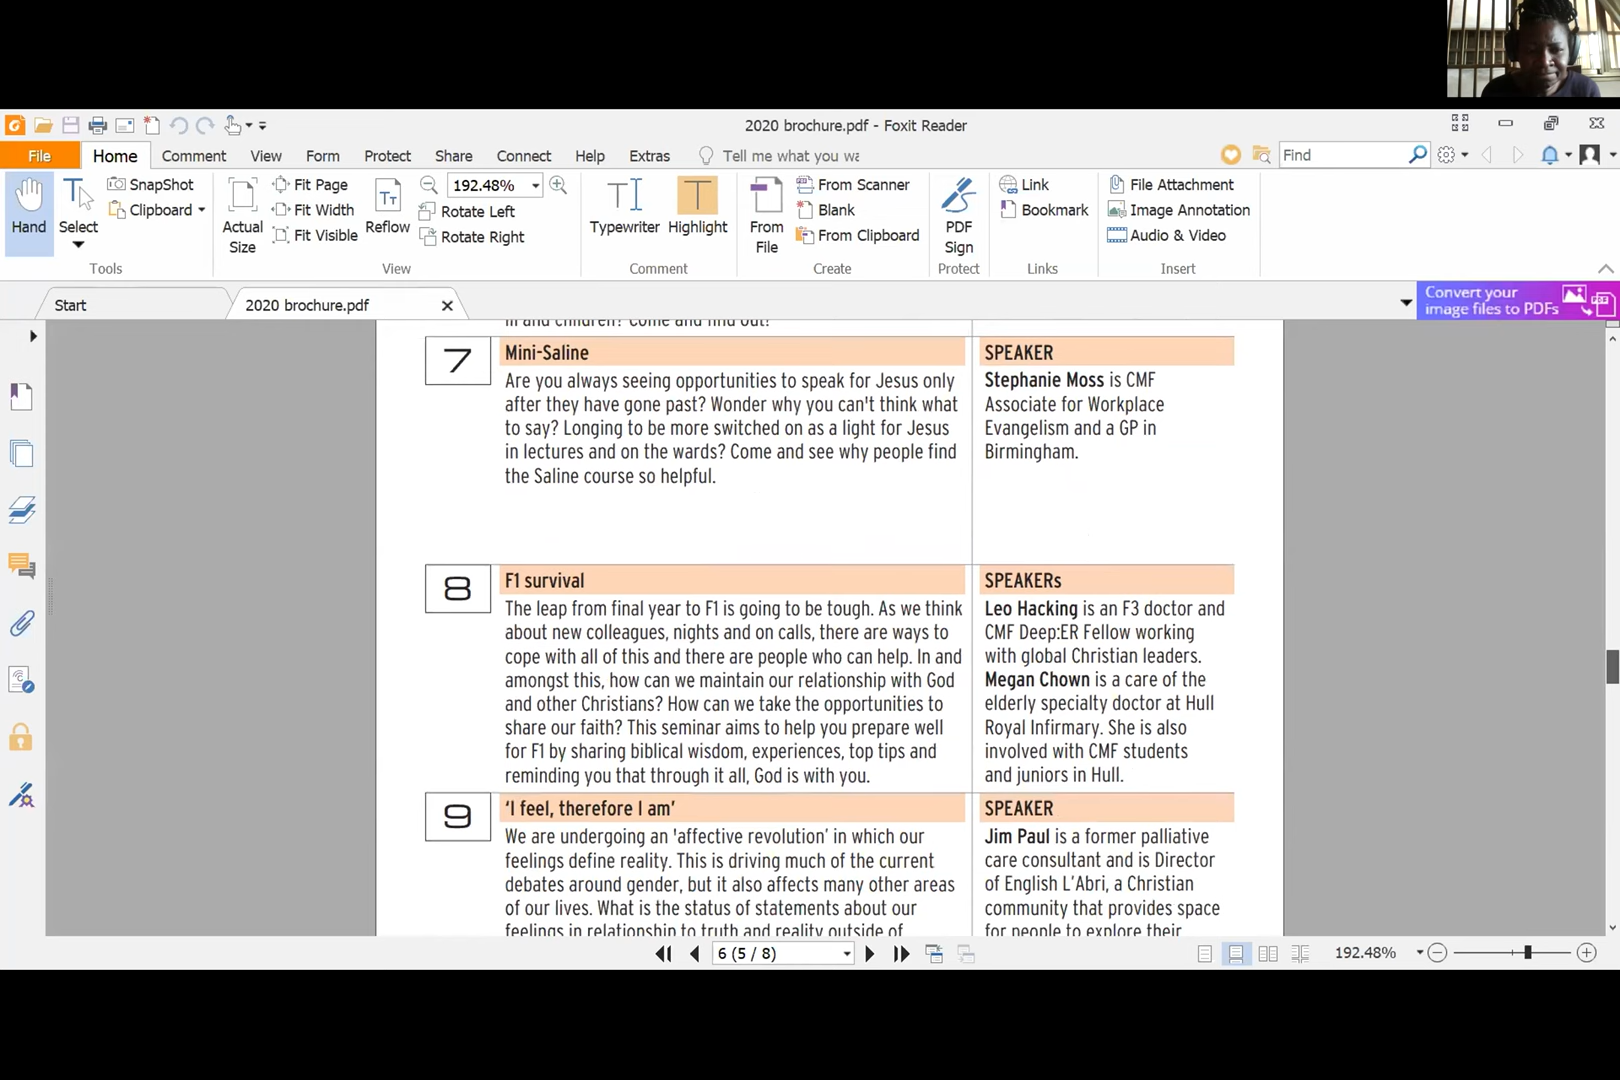 2020 brochure.pdf - Foxit Reader
File Home Comment View Form Protect Share Connect Help Extras Tell me what you wa Find
Hand
Select
SnapShot
Clipboard
Tools
Actual
Size
Fit Page
Fit Width
Fit Visible
Reflow
192.48%
Rotate Left
Rotate Right
View
Typewriter
Highlight
Comment
From
File
From Scanner
Blank
From Clipboard
Create
PDF
Sign
Protect
Link
Bookmark
Links
File Attachment
Image Annotation
Audio & Video
Insert
Start
2020 brochure.pdf
Convert your
image files to PDFs
7
Mini-Saline
Are you always seeing opportunities to speak for Jesus only
after they have gone past? Wonder why you can't think what
to say? Longing to be more switched on as a light for Jesus
in lectures and on the wards? Come and see why people find
the Saline course so helpful.
SPEAKER
Stephanie Moss is CMF
Associate for Workplace
Evangelism and a GP in
Birmingham.
8
F1 survival
The leap from final year to F1 is going to be tough. As we think
about new colleagues, nights and on calls, there are ways to
cope with all of this and there are people who can help. In and
amongst this, how can we maintain our relationship with God
and other Christians? How can we take the opportunities to
share our faith? This seminar aims to help you prepare well
for F1 by sharing biblical wisdom, experiences, top tips and
reminding you that through it all, God is with you.
SPEAKERs
Leo Hacking is an F3 doctor and
CMF Deep:ER Fellow working
with global Christian leaders.
Megan Chown is a care of the
elderly specialty doctor at Hull
Royal Infirmary. She is also
involved with CMF students
and juniors in Hull.
9
‘I feel, therefore I am’
We are undergoing an 'affective revolution’ in which our
feelings define reality. This is driving much of the current
debates around gender, but it also affects many other areas
of our lives. What is the status of statements about our
feelings in relationship to truth and reality outside of
SPEAKER
Jim Paul is a former palliative
care consultant and is Director
of English L’Abri, a Christian
community that provides space
for people to explore their
6 (5 / 8)
192.48%